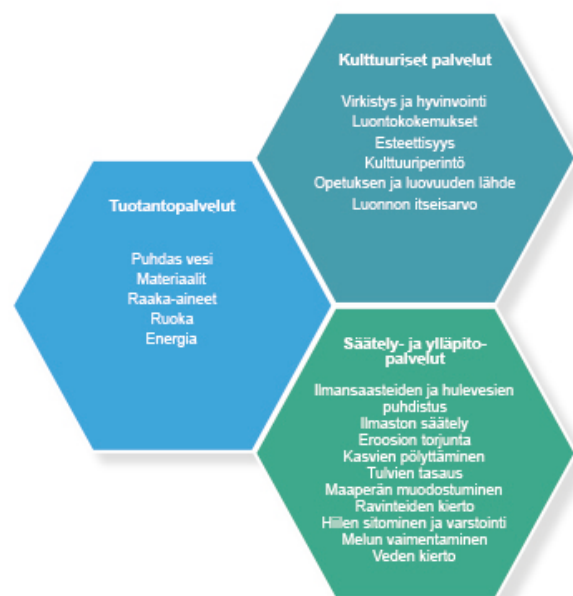 Kulttuuriset palvelut
Virkistys ja hyvinvointi
Luontokokemukset
Esteettisyys
Kulttuuriperintö
Opetuksen ja luovuuden lähde
Luonnon itseisarvo
Tuotantopalvelut
Puhdas vesi
Materiaalit
Raaka-aineet
Ruoka
Energia
Säätely- ja ylläpito-
palvelut
Ilmansaasteiden ja hulevesien
puhdistus
Ilmaston säätely
Eroosion torjunta
Kasvien pölyttäminen
Tulvien tasaus
Maaperän muodostuminen
Ravinteiden kierto
Hiilen sitominen ja varstointi
Melun vaimentaminen
Veden kierto